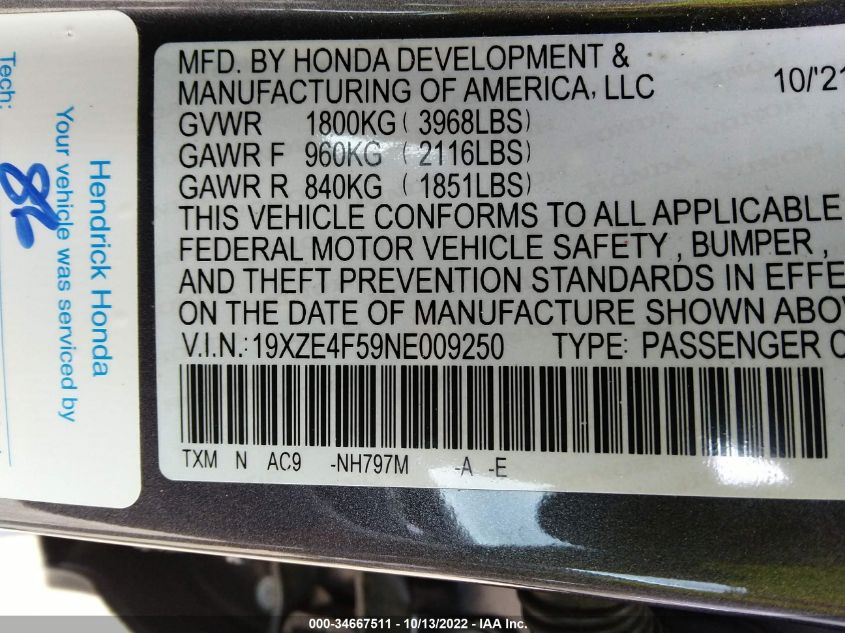 Tech:
Hendrick Honda
Your vehicle was serviced by
MFD. BY HONDA DEVELOPMENT &
MANUFACTURING OF AMERICA, LLC 10/'21
GVWR 1800KG ( 3968LBS)
GAWR F 960KG ( 2116LBS)
GAWR R 840KG ( 1851LBS)
THIS VEHICLE CONFORMS TO ALL APPLICABLE
FEDERAL MOTOR VEHICLE SAFETY , BUMPER ,
AND THEFT PREVENTION STANDARDS IN EFFE
ON THE DATE OF MANUFACTURE SHOWN ABOV
V.I.N.: 19XZE4F59NE009250 TYPE: PASSENGER C
TXM N AC9 -NH797M -A -E
000-34667511 - 10/13/2022 - IAA Inc.